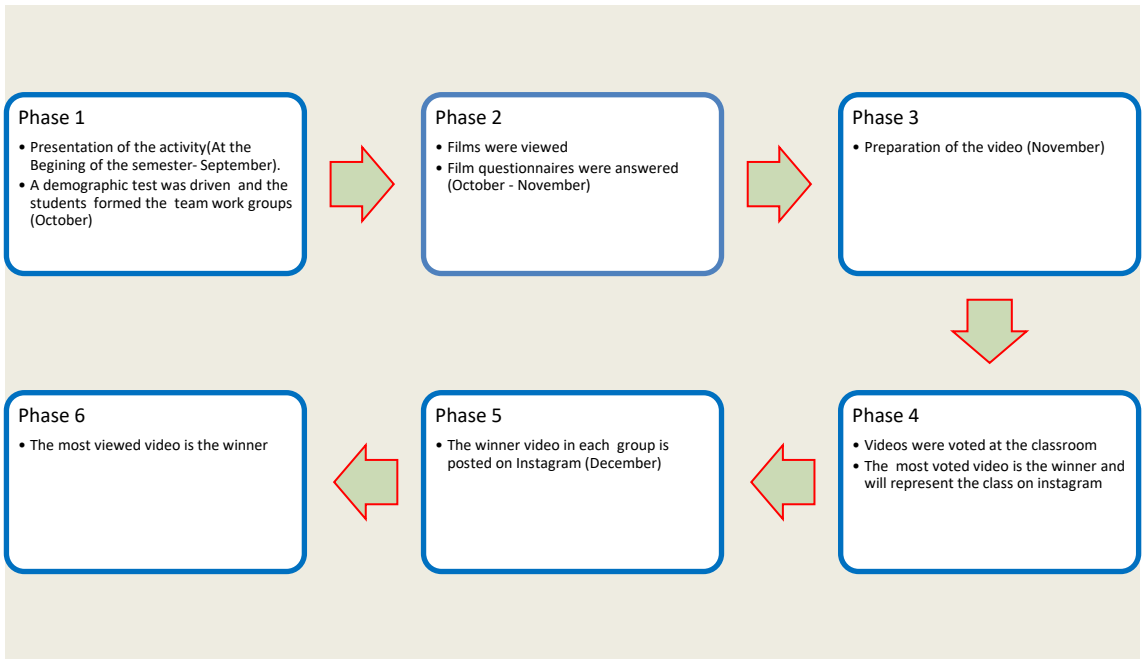 Phase 1
• Presentation of the activity(At the
Begining of the semester- September).
• A demographic test was driven and the
students formed the team work groups
(October)
Phase 2
• Films were viewed
• Film questionnaires were answered
(October - November)
Phase 3
• Preparation of the video (November)
Phase 4
• Videos were voted at the classroom
• The most voted video is the winner and
will represent the class on instagram
Phase 5
• The winner video in each group is
posted on Instagram (December)
Phase 6
• The most viewed video is the winner